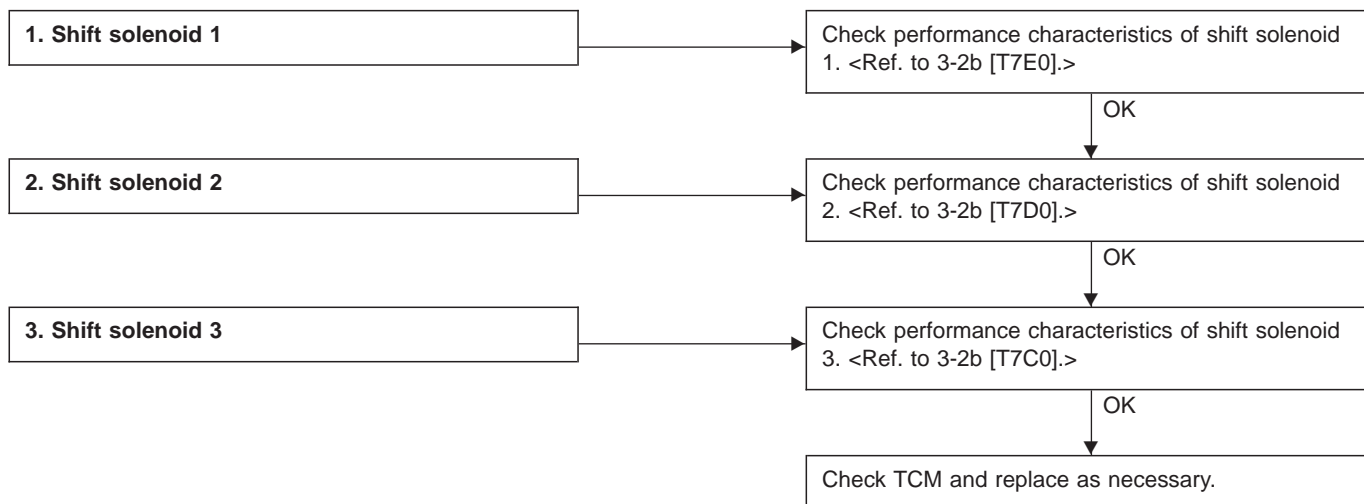 1. Shift solenoid 1
Check performance characteristics of shift solenoid
1. <Ref. to 3-2b [T7E0].>
OK
2. Shift solenoid 2
Check performance characteristics of shift solenoid
2. <Ref. to 3-2b [T7D0].>
OK
3. Shift solenoid 3
Check performance characteristics of shift solenoid
3. <Ref. to 3-2b [T7C0].>
OK
Check TCM and replace as necessary.